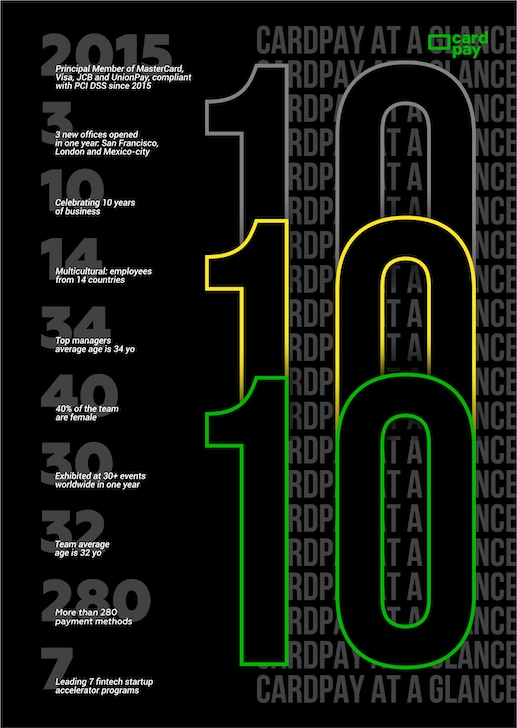 CARDPAY AT A GLANCE
card
pay
2015
Principal Member of MasterCard,
Visa, JCB and UnionPay, compliant
with PCI DSS since 2015
3
3 new offices opened
in one year: San Francisco,
London and Mexico-city
10
Celebrating 10 years
of business
14
Multicultural: employees
from 14 countries
34
Top managers
average age is 34 yo
40
40% of the team
are female
30
Exhibited at 30+ events
worldwide in one year
32
Team average
age is 32 yo
280
More than 280
payment methods
7
Leading 7 fintech startup
accelerator programs
10
10
10
CARDPAY AT A GLANCE
CARDPAY AT A GLANCE